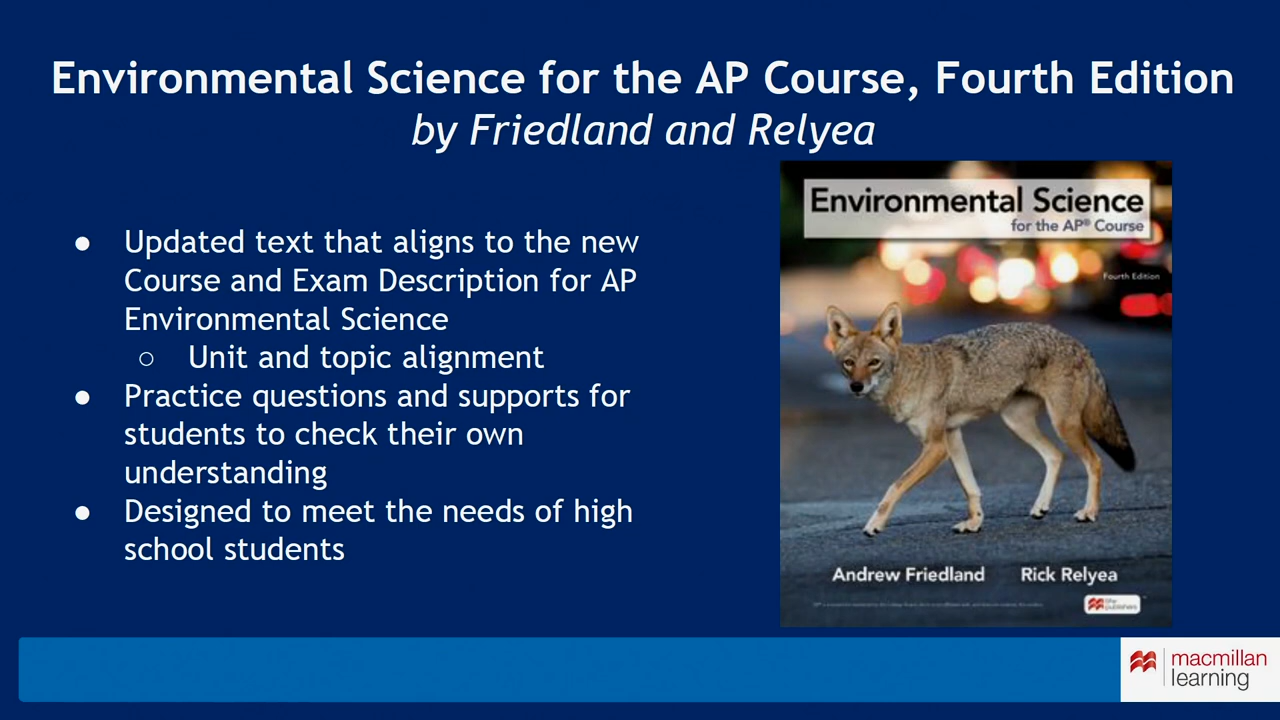 Environmental Science for the AP Course, Fourth Edition
by Friedland and Relyea
● Updated text that aligns to the new
Course and Exam Description for AP
Environmental Science
○ Unit and topic alignment
● Practice questions and supports for
students to check their own
understanding
● Designed to meet the needs of high
school students
Environmental Science
for the AP® Course
Fourth Edition
Andrew Friedland Rick Relyea
macmillan
learning